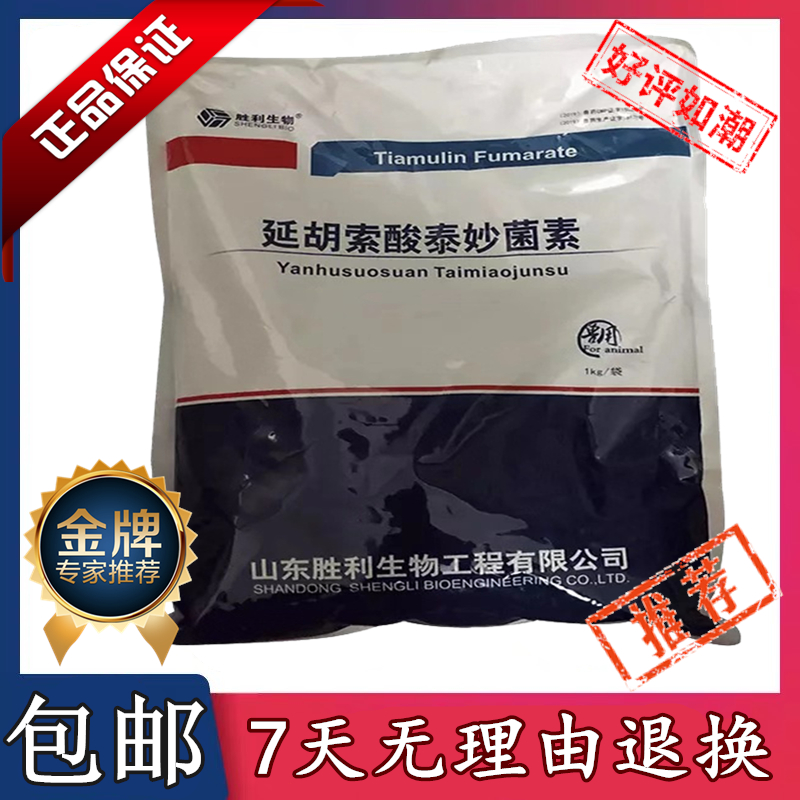 正品保证
好评如潮
胜利生物®
SHENGLI BIO
Tiamulin Fumarate
延胡索酸泰妙菌素
Yanhusuosuan Taimiaojunsu
兽用
For animal
1kg/袋
金牌
专家推荐
山东胜利生物工程有限公司
SHANDONG SHENGLI BIOENGINEERING CO.,LTD.
推荐
包邮
7天无理由退换